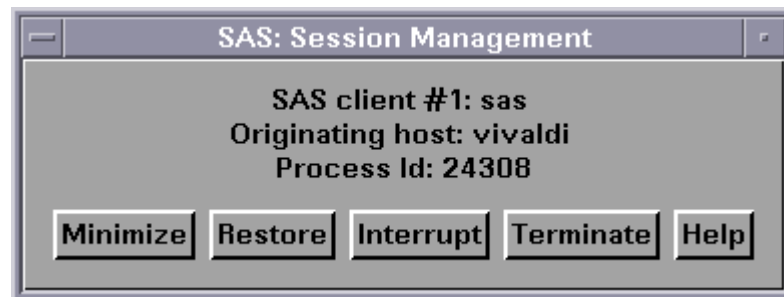 SAS: Session Management
SAS client #1: sas
Originating host: vivaldi
Process Id: 24308
Minimize Restore Interrupt Terminate Help